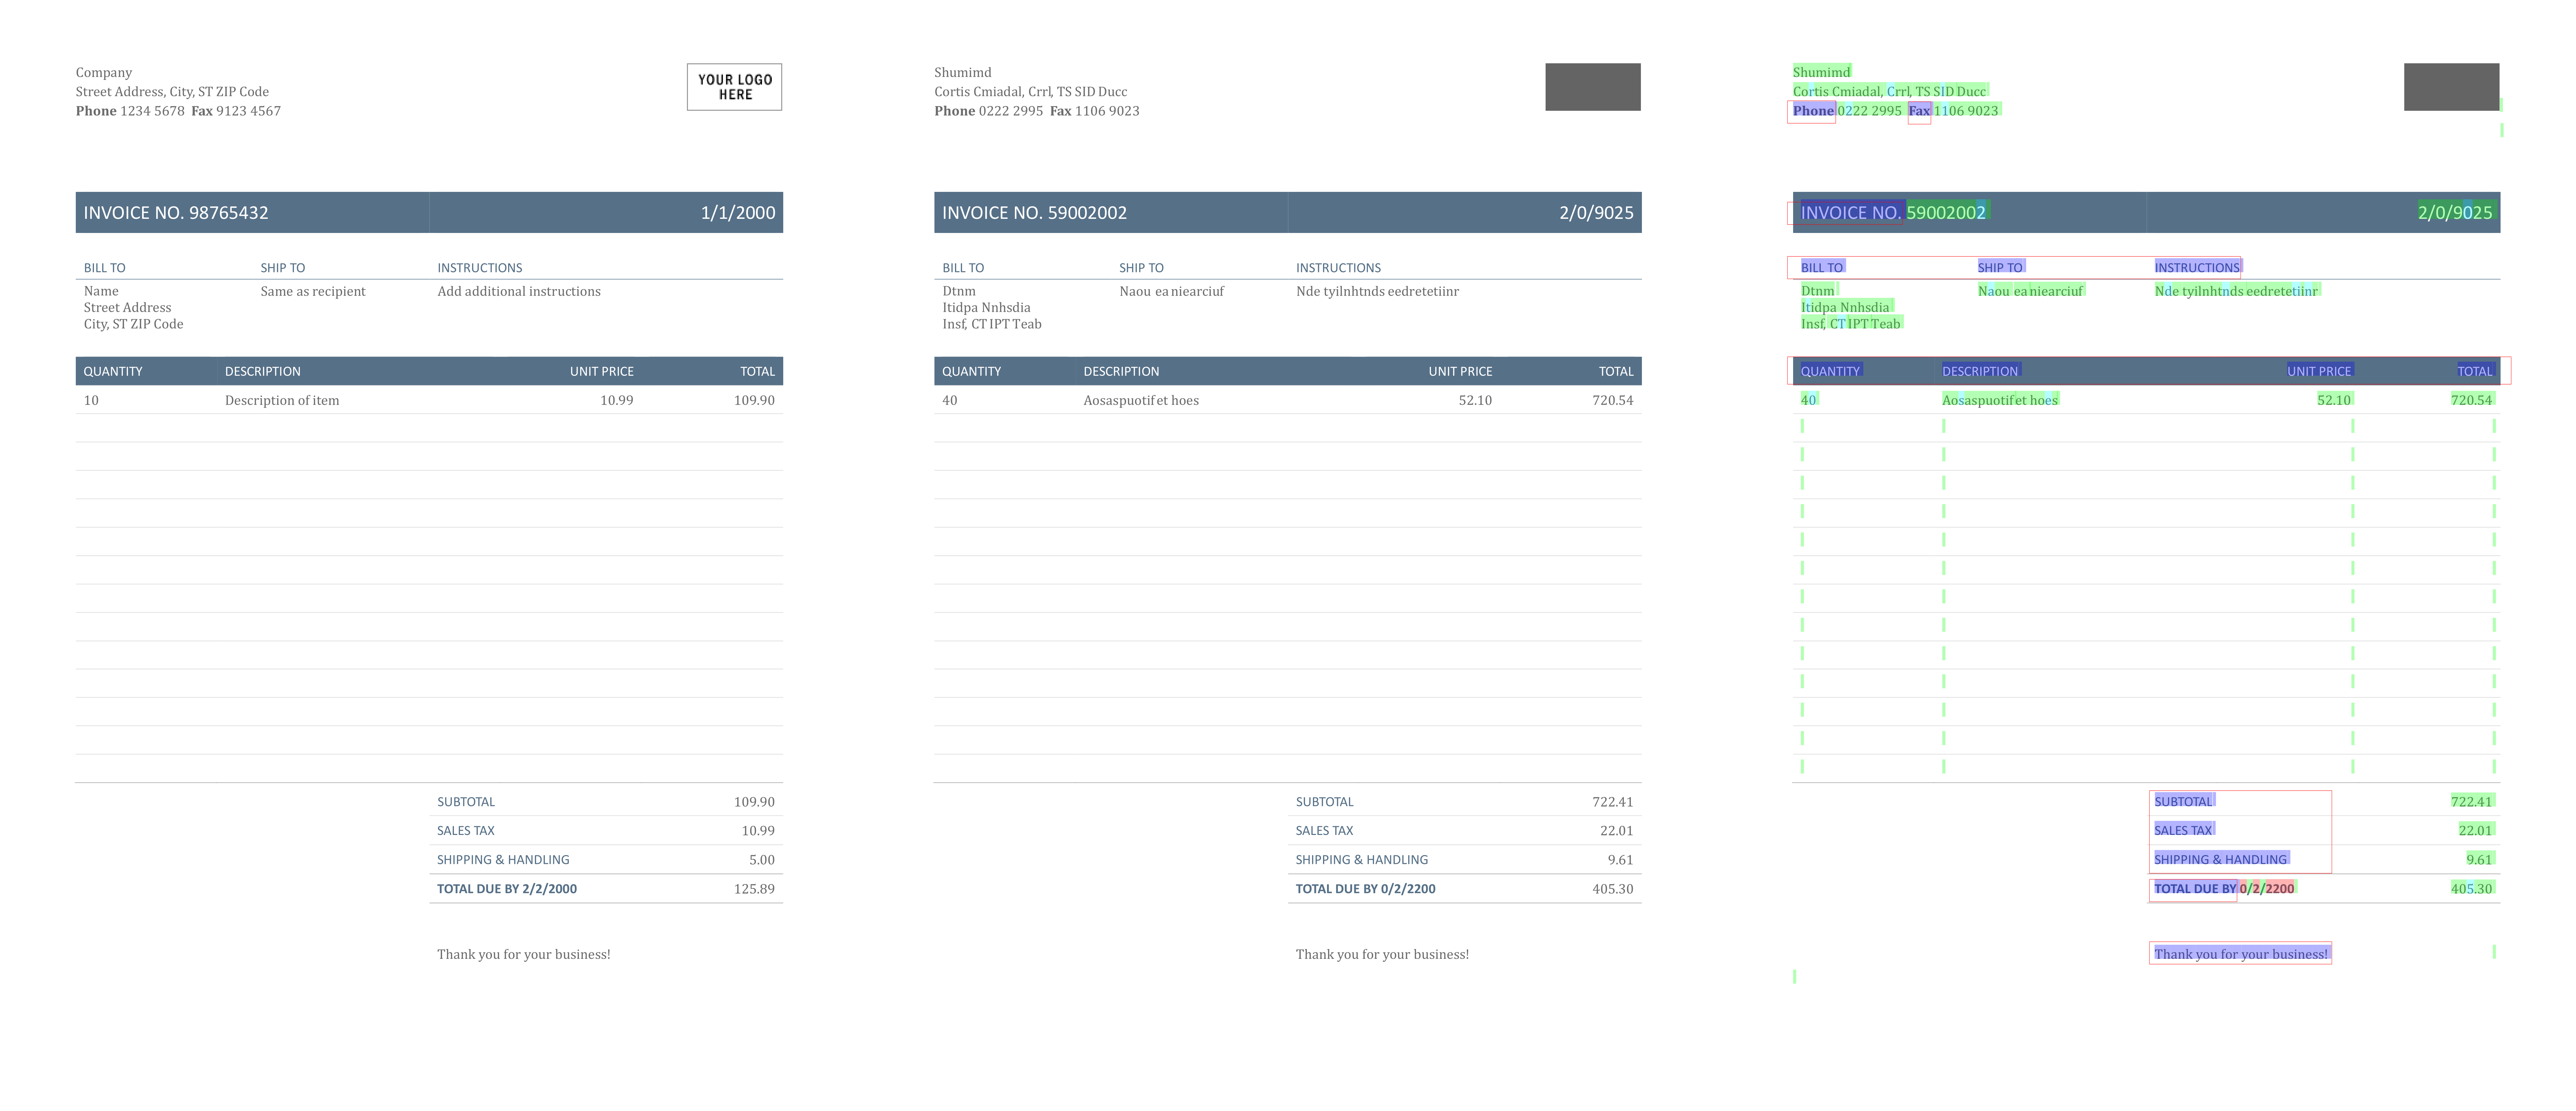 Company
Street Address, City, ST ZIP Code
Phone 1234 5678 Fax 9123 4567
YOUR LOGO
HERE
INVOICE NO. 98765432 1/1/2000
BILL TO SHIP TO INSTRUCTIONS
Name Same as recipient Add additional instructions
Street Address
City, ST ZIP Code
QUANTITY DESCRIPTION UNIT PRICE TOTAL
10 Description of item 10.99 109.90
SUBTOTAL 109.90
SALES TAX 10.99
SHIPPING & HANDLING 5.00
TOTAL DUE BY 2/2/2000 125.89
Thank you for your business!
Shumimd
Cortis Cmiadal, Crrl, TS SID Ducc
Phone 0222 2995 Fax 1106 9023
INVOICE NO. 59002002 2/0/9025
BILL TO SHIP TO INSTRUCTIONS
Dtnm Naou ea niearciuf Nde tyilnhtnds eedretetiinr
Itidpa Nnhsdia
Insf, CT IPT Teab
QUANTITY DESCRIPTION UNIT PRICE TOTAL
40 Aosaspuotif et hoes 52.10 720.54
SUBTOTAL 722.41
SALES TAX 22.01
SHIPPING & HANDLING 9.61
TOTAL DUE BY 0/2/2200 405.30
Thank you for your business!
Shumimd
Cortis Cmiadal, Crrl, TS SID Ducc
Phone 0222 2995 Fax 1106 9023
INVOICE NO. 59002002 2/0/9025
BILL TO SHIP TO INSTRUCTIONS
Dtnm Naou ea niearciuf Nde tyilnhtnds eedretetiinr
Itidpa Nnhsdia
Insf, CT IPT Teab
QUANTITY DESCRIPTION UNIT PRICE TOTAL
40 Aosaspuotif et hoes 52.10 720.54
SUBTOTAL 722.41
SALES TAX 22.01
SHIPPING & HANDLING 9.61
TOTAL DUE BY 0/2/2200 405.30
Thank you for your business!